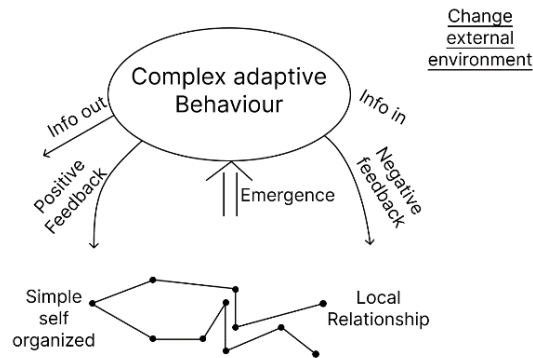 Change
external
environment
Complex adaptive
Behaviour
Info out
Info in
Positive
Feedback
Emergence
Negative
feedback
Simple
self
organized
Local
Relationship